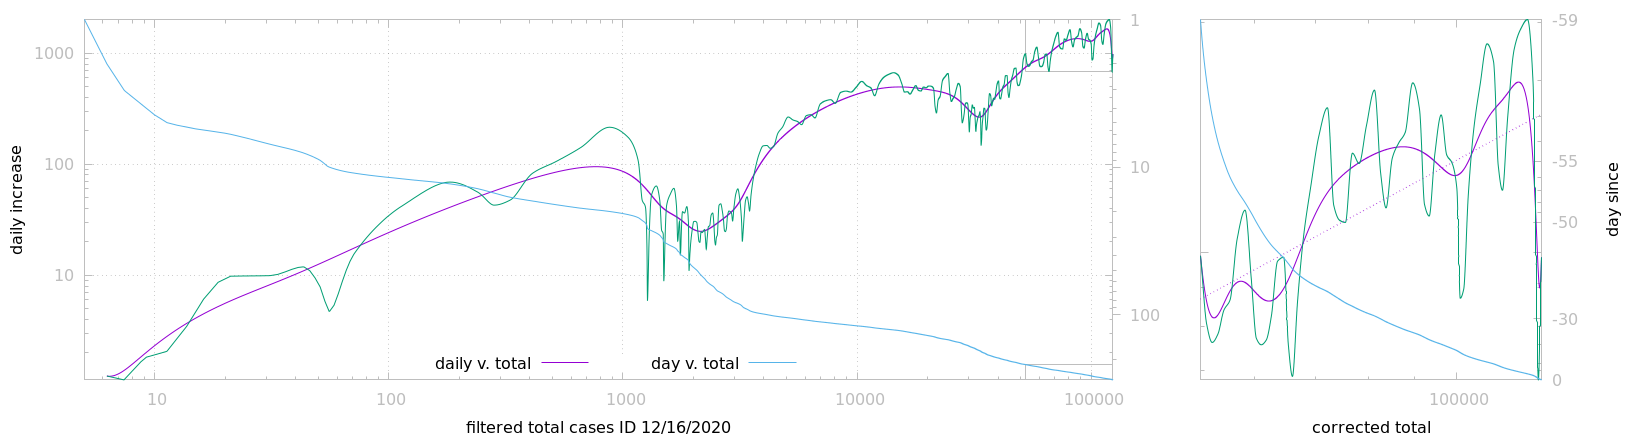 1000
100
10
daily increase
1
10
100
daily v. total
day v. total
10
100
1000
10000
100000
filtered total cases ID 12/16/2020
-59
-55
-50
-30
0
day since
100000
corrected total